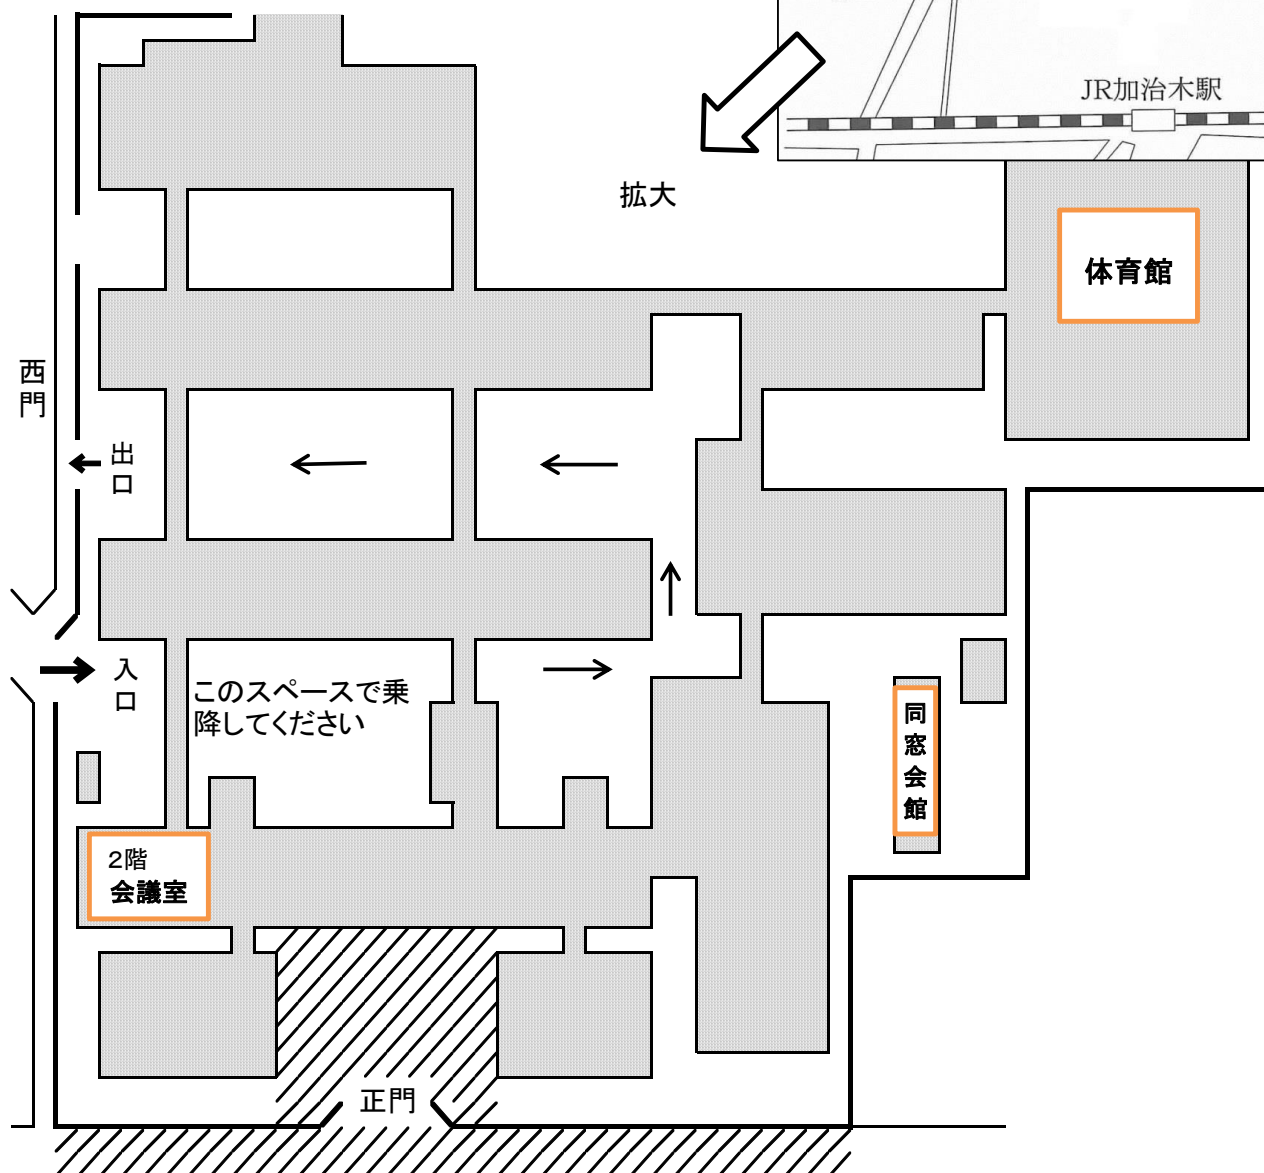 JR加治木駅
拡大
体育館
西門
出口
入口
このスペースで乗
降してください
同窓会館
2階
会議室
正門